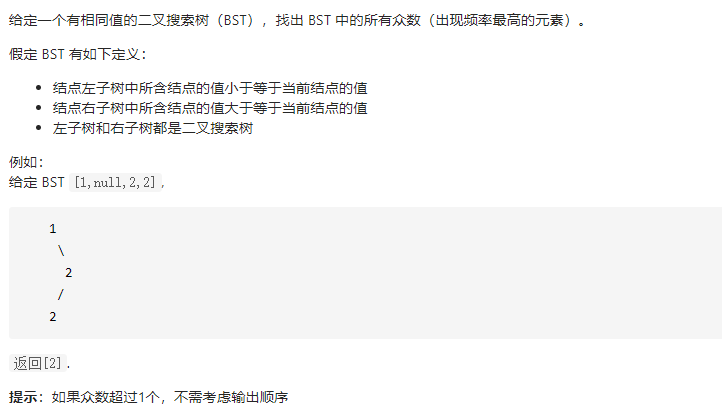 给定一个有相同值的二叉搜索树（BST），找出 BST 中的所有众数（出现频率最高的元素）。
假定 BST 有如下定义：
• 结点左子树中所含结点的值小于等于当前结点的值
• 结点右子树中所含结点的值大于等于当前结点的值
• 左子树和右子树都是二叉搜索树
例如：
给定 BST [1,null,2,2],
1
\
2
/
2
返回[2].
提示：如果众数超过1个，不需考虑输出顺序